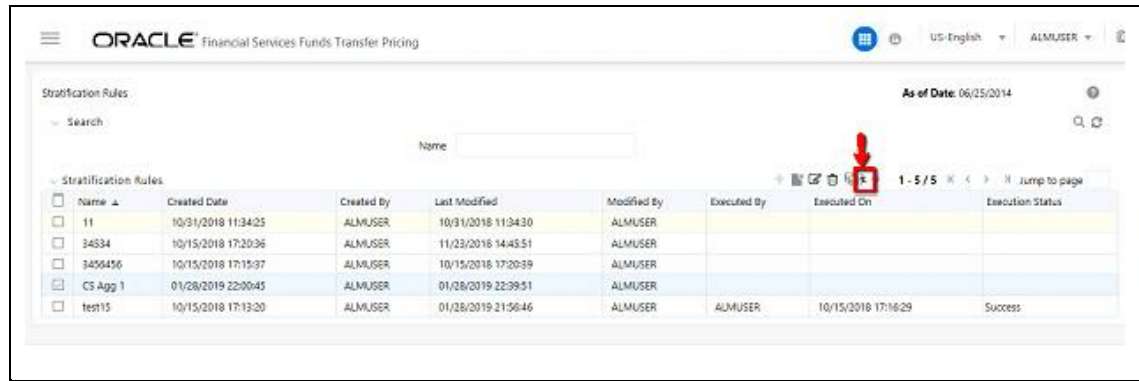 ORACLE Financial Services Funds Transfer Pricing
US-English ALMUSER
Stratification Rules As of Date: 06/25/2014
Search
Name
Stratification Rules 1 - 5 / 5 Jump to page
Name Created Date Created By Last Modified Modified By Executed By Executed On Execution Status
11 10/31/2018 11:34:25 ALMUSER 10/31/2018 11:34:30 ALMUSER
34534 10/15/2018 17:20:36 ALMUSER 11/23/2018 14:45:51 ALMUSER
3456456 10/15/2018 17:15:37 ALMUSER 10/15/2018 17:20:39 ALMUSER
CS Agg 1 01/28/2019 22:00:45 ALMUSER 01/28/2019 22:39:51 ALMUSER
test15 10/15/2018 17:13:20 ALMUSER 01/28/2019 21:56:46 ALMUSER ALMUSER 10/15/2018 17:16:29 Success